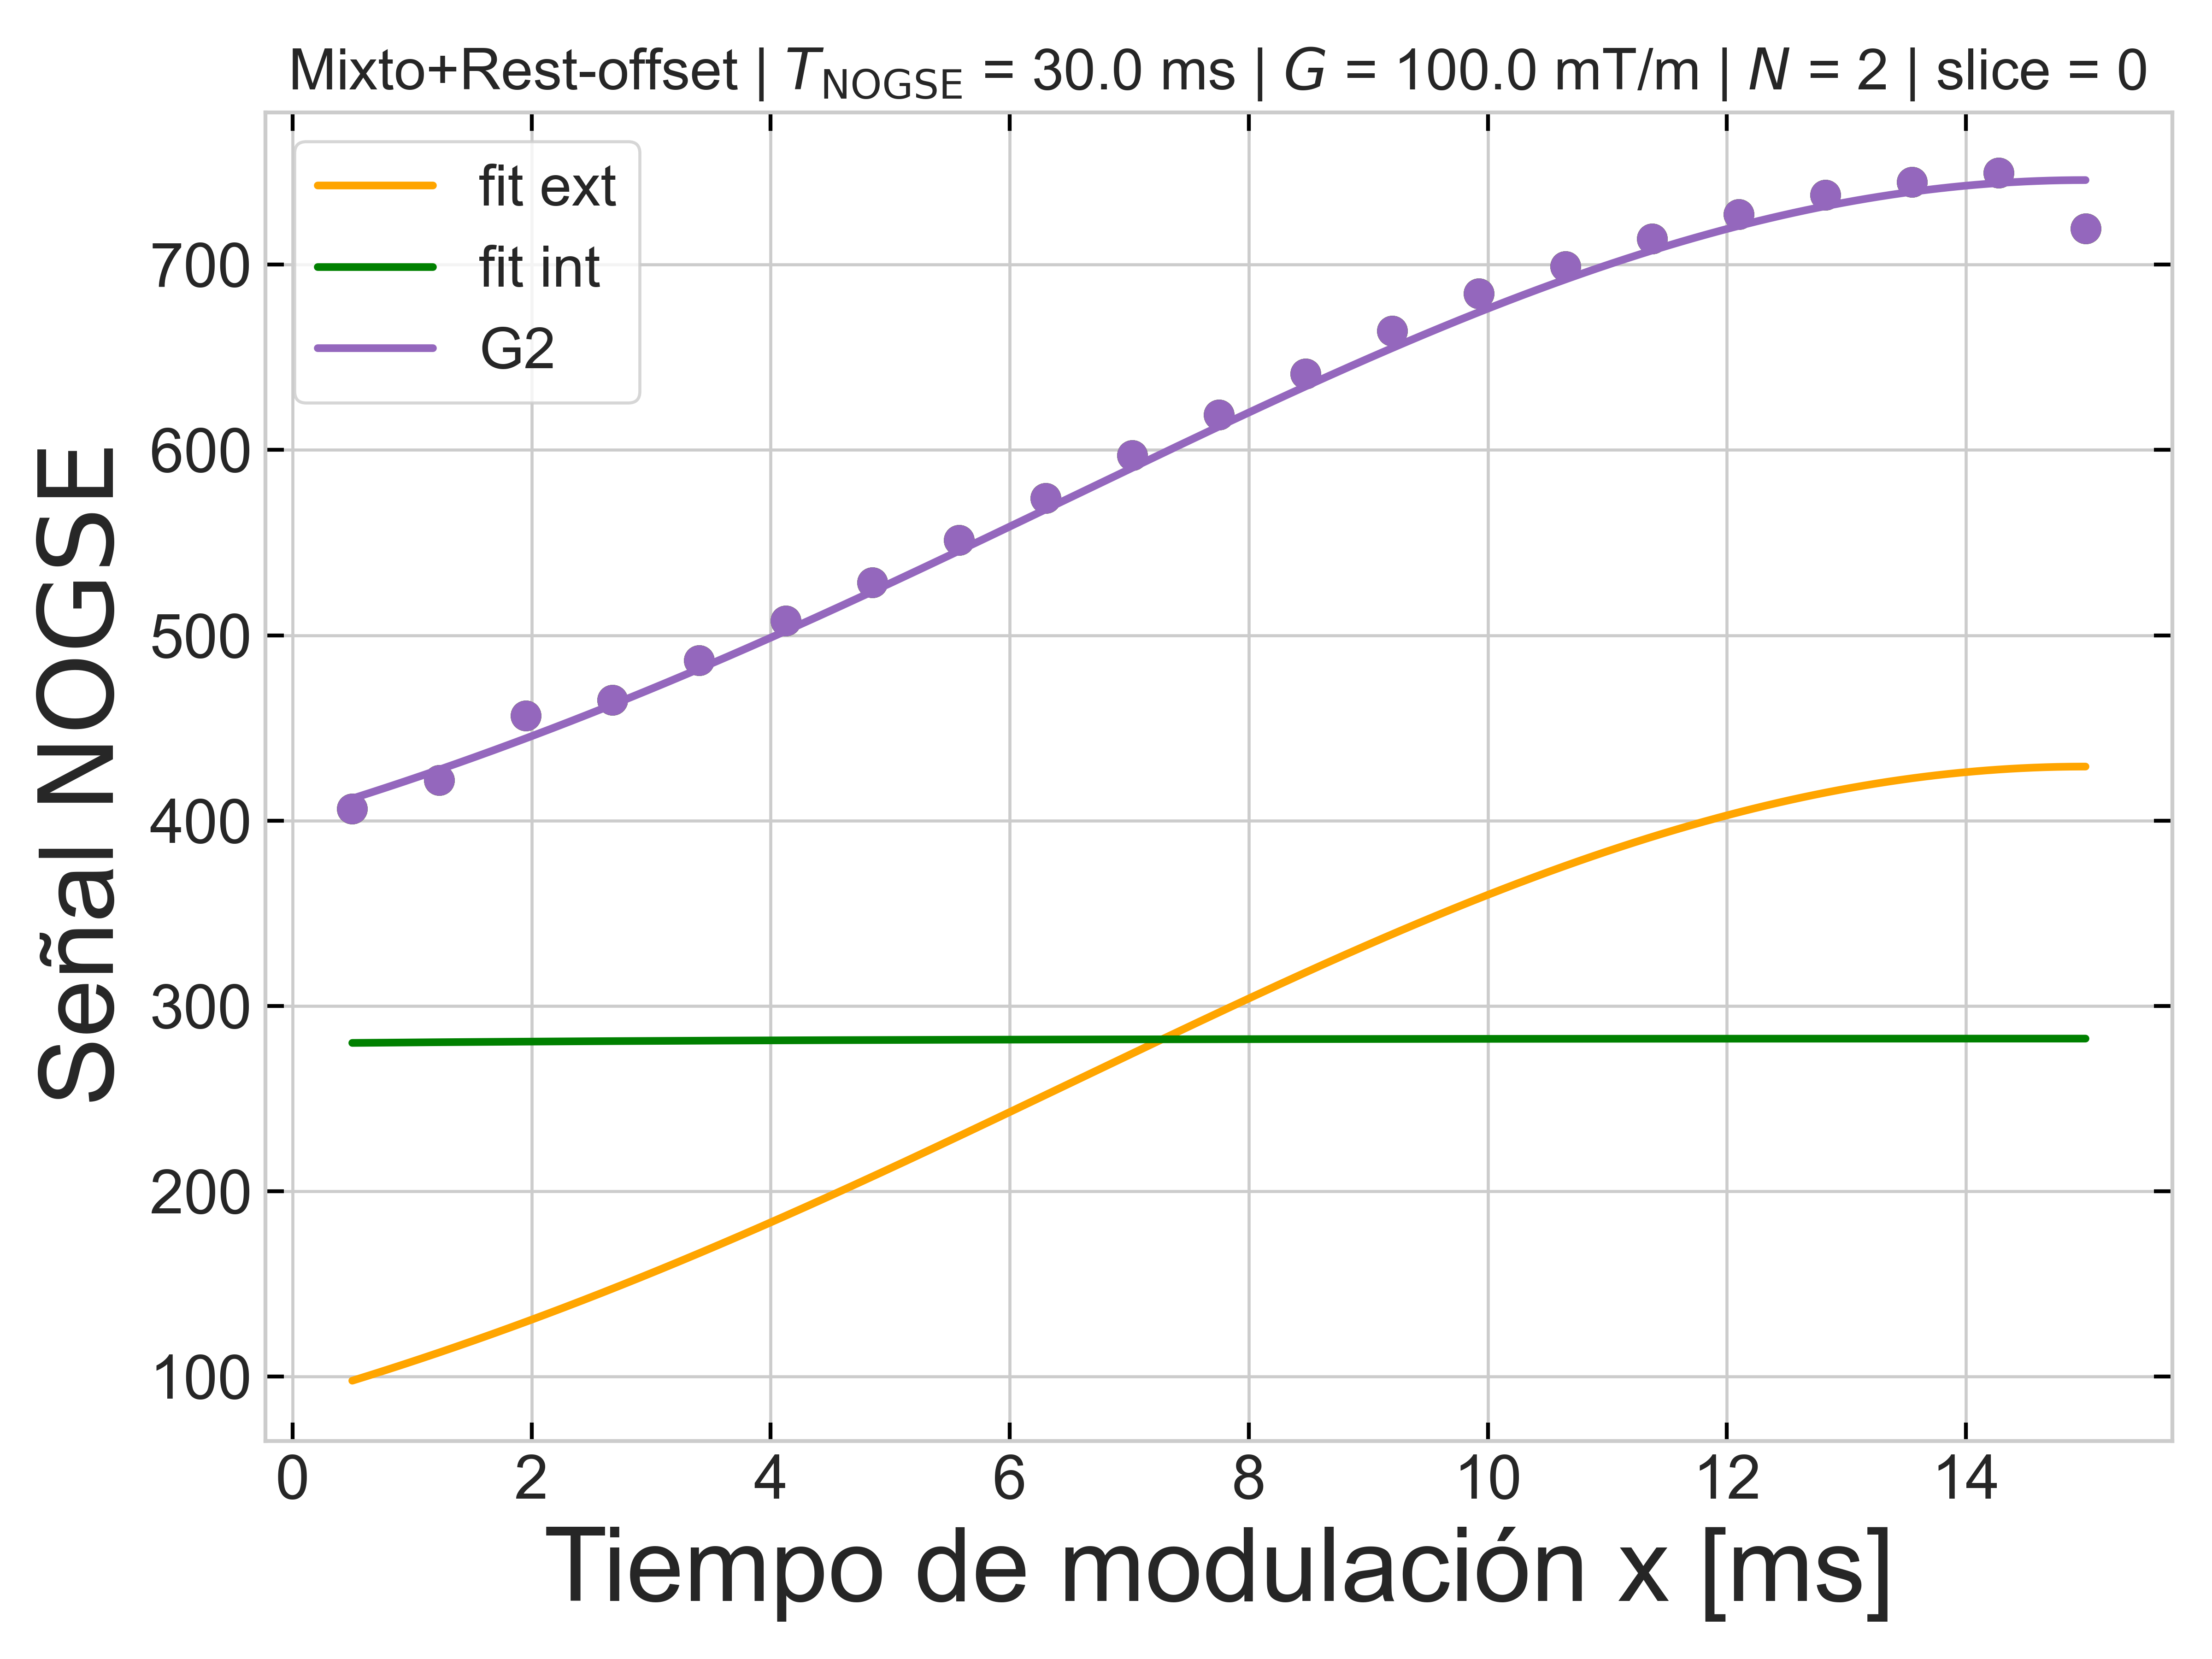 Mixto+Rest-offset | T_NOGSE = 30.0 ms | G = 100.0 mT/m | N = 2 | slice = 0
fit ext
fit int
G2
700
600
500
400
300
200
100
Señal NOGSE
0 2 4 6 8 10 12 14
Tiempo de modulación x [ms]